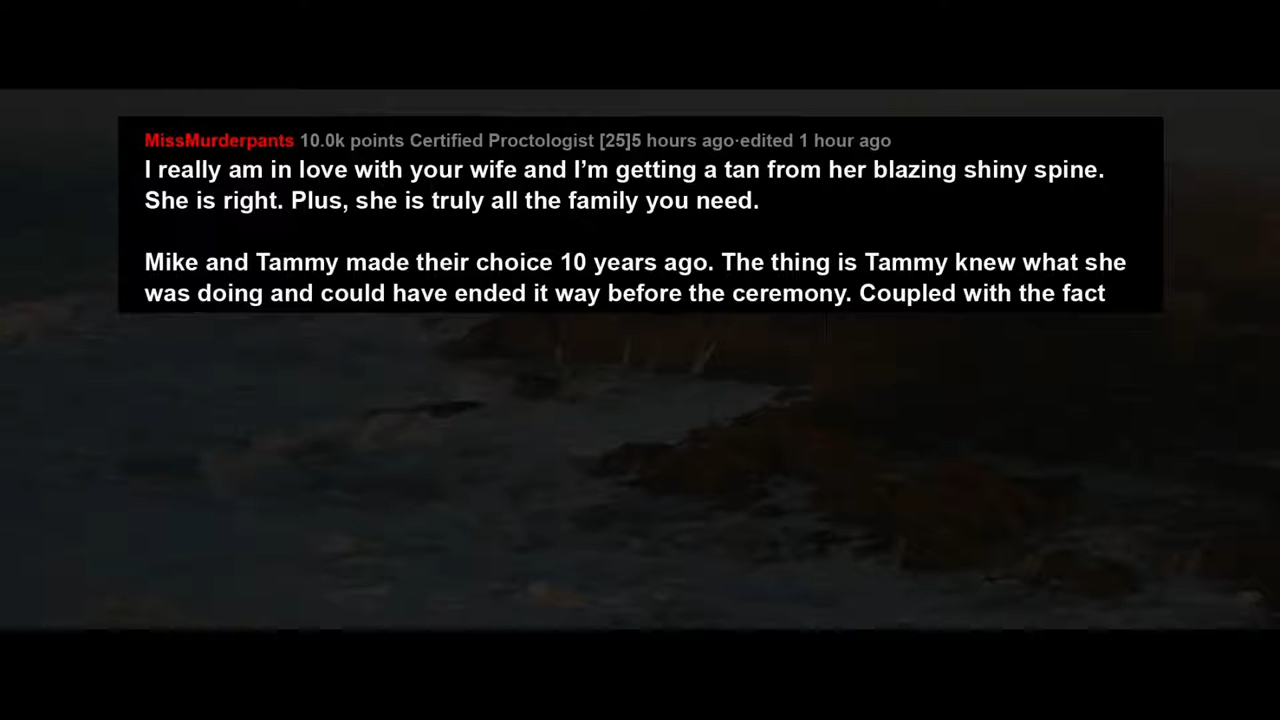 MissMurderpants 10.0k points Certified Proctologist [25]5 hours ago·edited 1 hour ago
I really am in love with your wife and I’m getting a tan from her blazing shiny spine.
She is right. Plus, she is truly all the family you need.
Mike and Tammy made their choice 10 years ago. The thing is Tammy knew what she
was doing and could have ended it way before the ceremony. Coupled with the fact